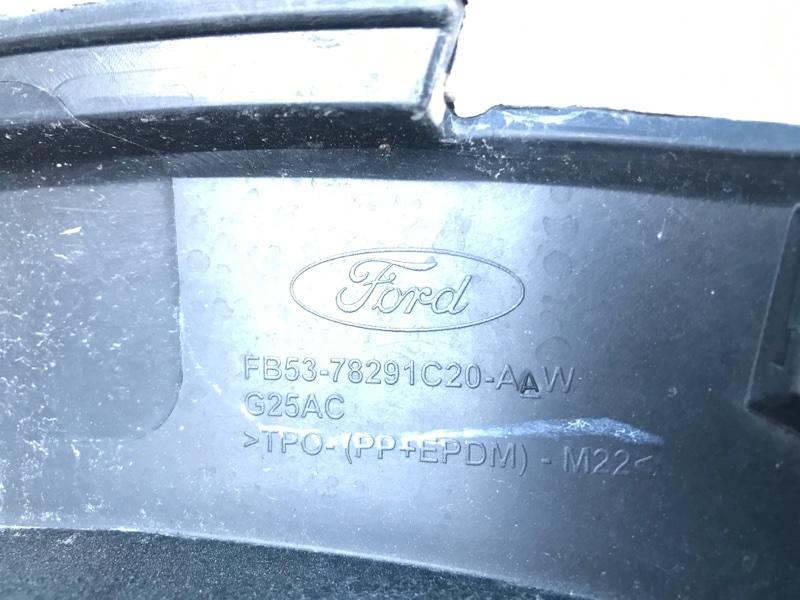 Ford
FB53-78291C20-AAW
G25AC
>TPO- (PP+EPDM) - M22<